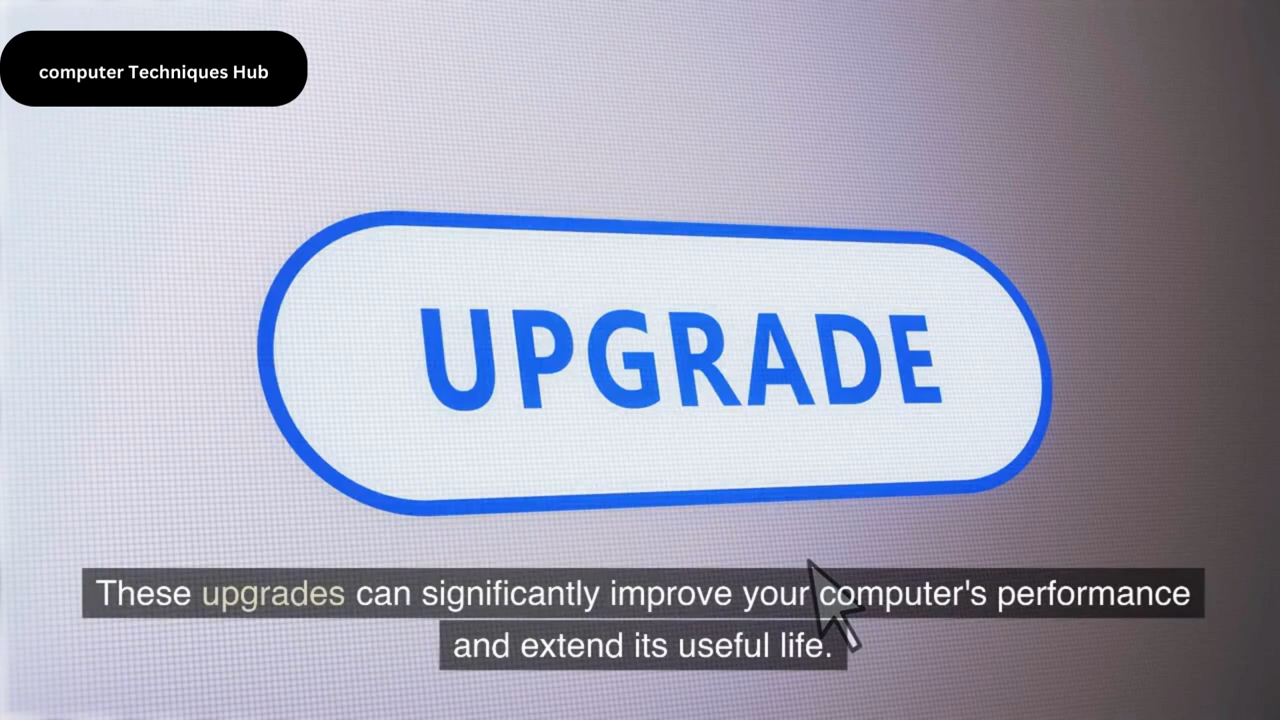 computer Techniques Hub
UPGRADE
These upgrades can significantly improve your computer's performance
and extend its useful life.